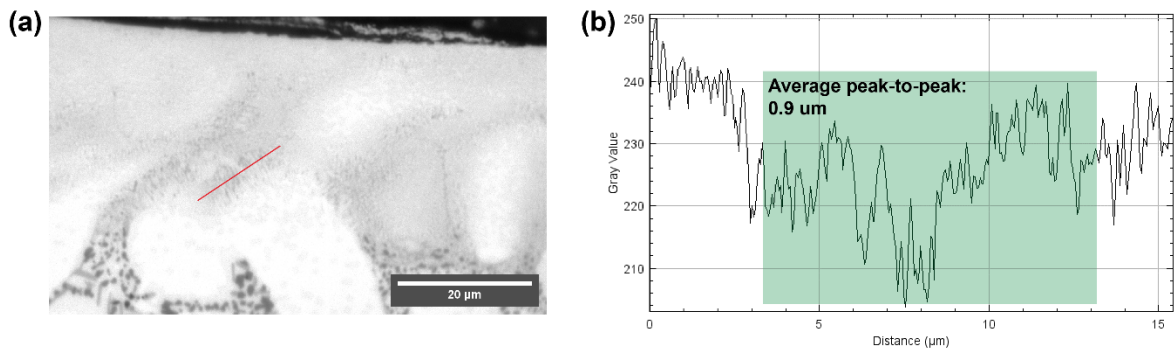 (a)
20 µm
(b)
250
240
230
220
210
Gray Value
Average peak-to-peak:
0.9 um
0
5
10
15
Distance (µm)